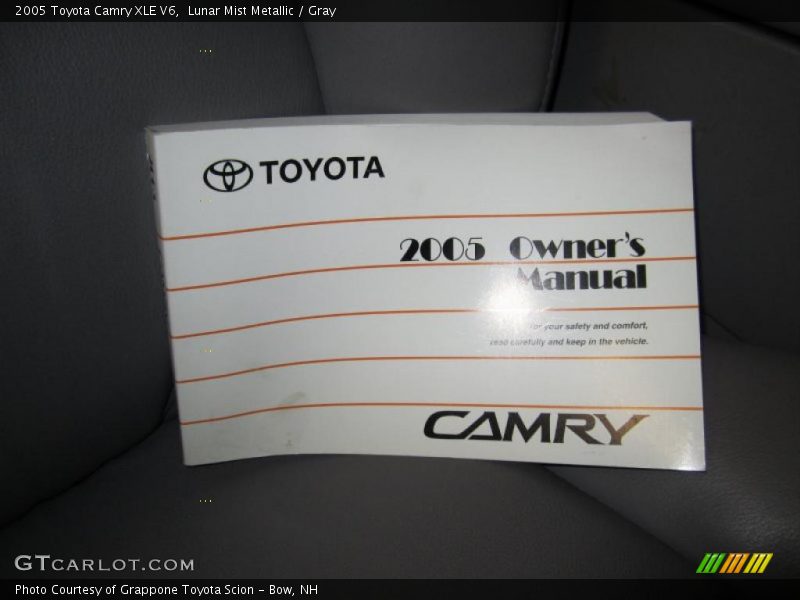 2005 Toyota Camry XLE V6,  Lunar Mist Metallic / Gray
TOYOTA
2005 Owner's
Manual
For your safety and comfort,
read carefully and keep in the vehicle.
CAMRY
GTCARLOT.COM
Photo Courtesy of Grappone Toyota Scion – Bow, NH